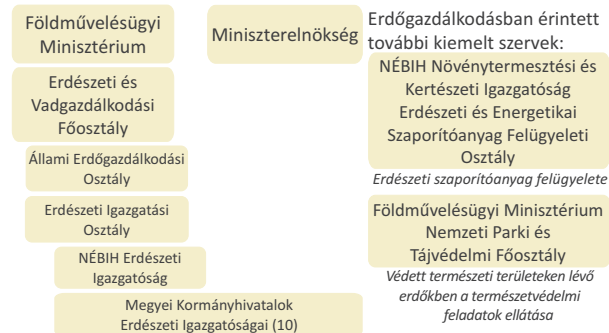 Földművelésügyi
Minisztérium
Erdészeti és
Vadgazdálkodási
Főosztály
Állami Erdőgazdálkodási
Osztály
Erdészeti Igazgatási
Osztály
NÉBIH Erdészeti
Igazgatóság
Megyei Kormányhivatalok
Erdészeti Igazgatóságai (10)
Miniszterelnökség
Erdőgazdálkodásban érintett
további kiemelt szervek:
NÉBIH Növénytermesztési és
Kertészeti Igazgatóság
Erdészeti és Energetikai
Szaporítóanyag Felügyeleti
Osztály
Erdészeti szaporítóanyag felügyelete
Földművelésügyi Minisztérium
Nemzeti Parki és
Tájvédelmi Főosztály
Védett természeti területeken lévő
erdőkben a természetvédelmi
feladatok ellátása